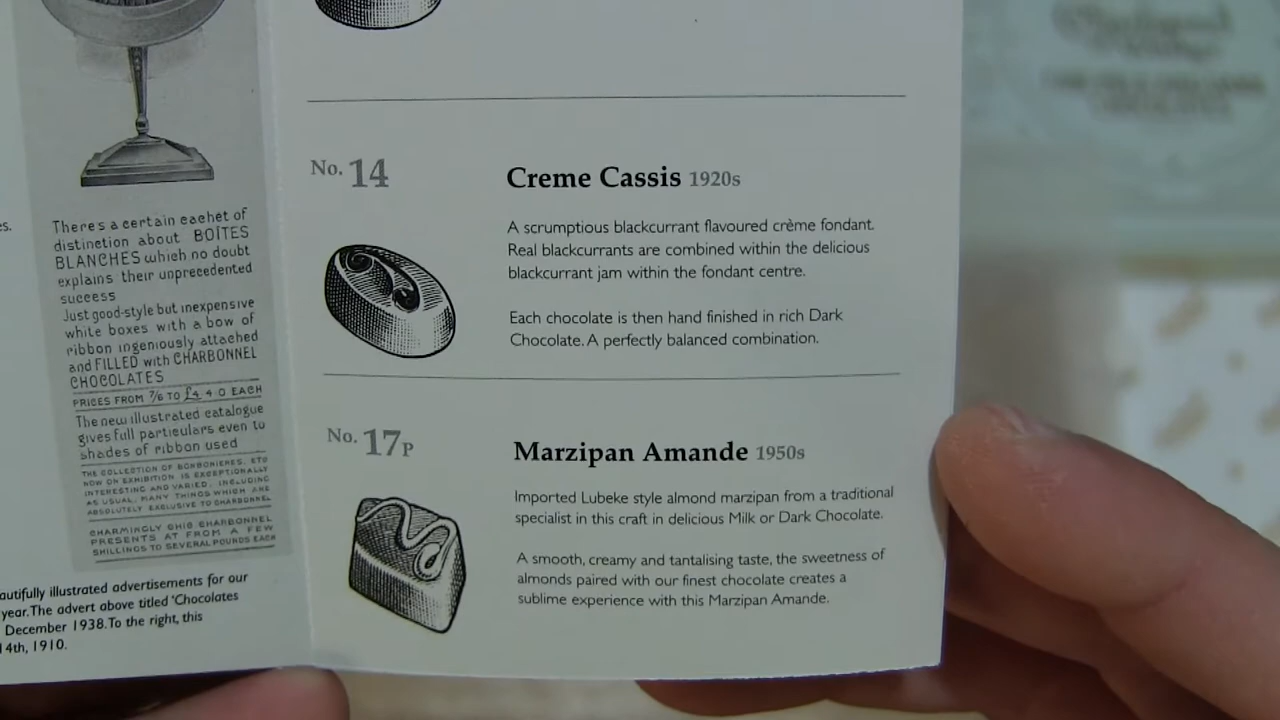 es.
Theres a certain cachet of
distinction about BOÎTES
BLANCHES which no doubt
explains their unprecedented
success
Just good-style but inexpensive
white boxes with a bow of
ribbon ingeniously attached
and FILLED with CHARBONNEL
CHOCOLATES
PRICES FROM 7/6 TO £4 4 0 EACH
The new illustrated catalogue
gives full particulars even to
shades of ribbon used
THE COLLECTION OF BONBONIERES, ETC
NOW ON EXHIBITION IS EXCEPTIONALLY
INTERESTING AND VARIED, INCLUDING
AS USUAL, MANY THINGS WHICH ARE
ABSOLUTELY EXCLUSIVE TO CHARBONNEL
CHARMINGLY CHIC CHARBONNEL
PRESENTS AT FROM A FEW
SHILLINGS TO SEVERAL POUNDS EACH
autifully illustrated advertisements for our
year. The advert above titled 'Chocolates
December 1938. To the right, this
14th, 1910.
No. 14
Creme Cassis 1920s
A scrumptious blackcurrant flavoured crème fondant.
Real blackcurrants are combined within the delicious
blackcurrant jam within the fondant centre.
Each chocolate is then hand finished in rich Dark
Chocolate. A perfectly balanced combination.
No. 17P
Marzipan Amande 1950s
Imported Lubeke style almond marzipan from a traditional
specialist in this craft in delicious Milk or Dark Chocolate.
A smooth, creamy and tantalising taste, the sweetness of
almonds paired with our finest chocolate creates a
sublime experience with this Marzipan Amande.